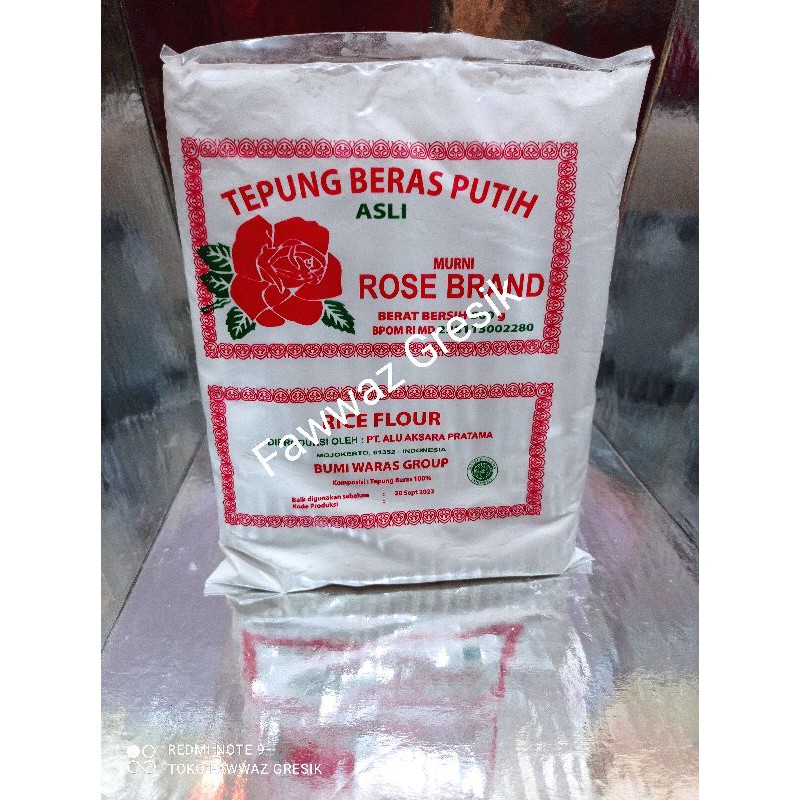 TEPUNG BERAS PUTIH
ASLI
MURNI
ROSE BRAND
BERAT BERSIH g
BPOM RI MD
RICE FLOUR
DIPRODUKSI OLEH : PT. ALU AKSARA PRATAMA
MOJOKERTO, 61352 - INDONESIA
BUMI WARAS GROUP
Komposisi : Tepung Beras 100%
Baik digunakan sebelum : 20 Sept 2023
Kode Produksi :
Fawwaz Gresik
REDMI NOTE 9
TOKO FAWWAZ GRESIK